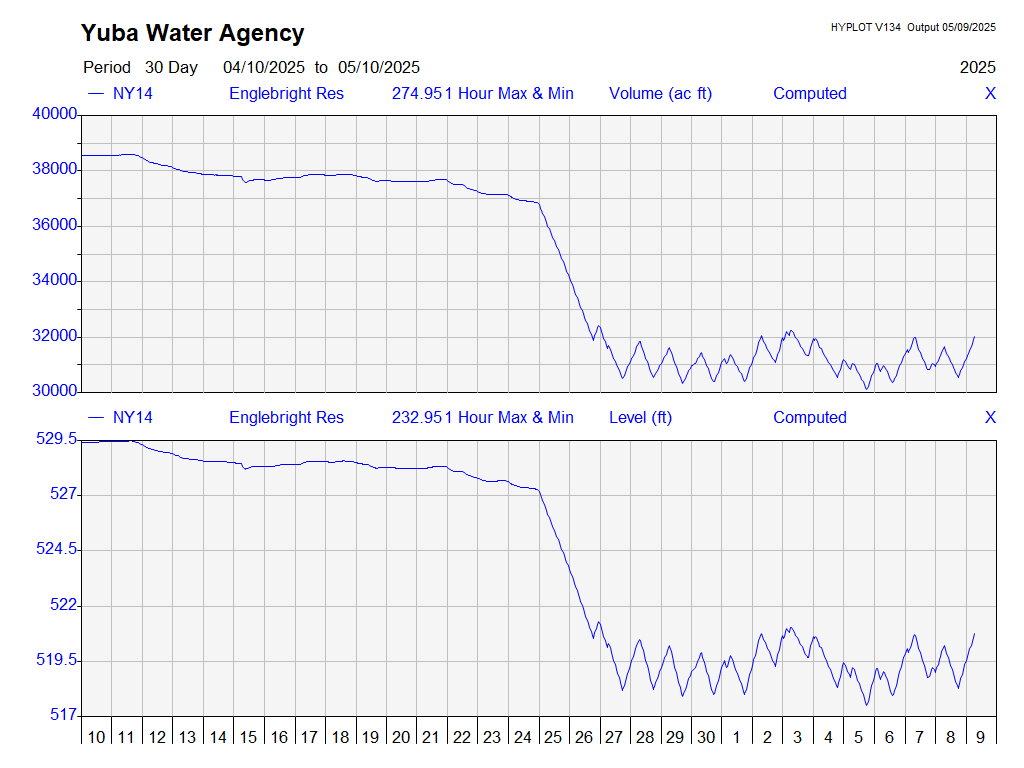 Yuba Water Agency
HYPLOT V134 Output 05/09/2025
Period 30 Day 04/10/2025 to 05/10/2025
2025
NY14 Englebright Res 274.951 Hour Max & Min Volume (ac ft) Computed X
40000
38000
36000
34000
32000
30000
NY14 Englebright Res 232.951 Hour Max & Min Level (ft) Computed X
529.5
527
524.5
522
519.5
517
10 11 12 13 14 15 16 17 18 19 20 21 22 23 24 25 26 27 28 29 30 1 2 3 4 5 6 7 8 9